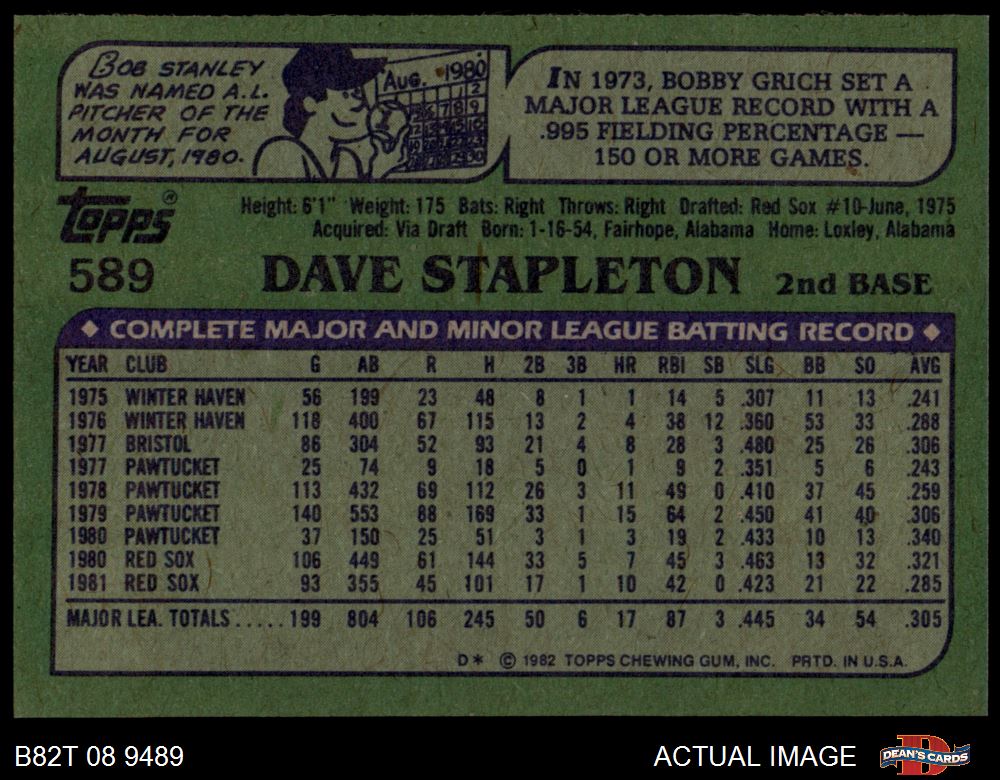 BOB STANLEY
WAS NAMED A.L.
PITCHER OF THE
MONTH FOR
AUGUST, 1980.
AUG. 1980
IN 1973, BOBBY GRICH SET A
MAJOR LEAGUE RECORD WITH A
.995 FIELDING PERCENTAGE —
150 OR MORE GAMES.
TOPPS®
Height: 6'1" Weight: 175 Bats: Right Throws: Right Drafted: Red Sox #10-June, 1975
Acquired: Via Draft Born: 1-16-54, Fairhope, Alabama Home: Loxley, Alabama
589 DAVE STAPLETON 2nd BASE
◆ COMPLETE MAJOR AND MINOR LEAGUE BATTING RECORD ◆
YEAR CLUB G AB R H 2B 3B HR RBI SB SLG BB SO AVG
1975 WINTER HAVEN 56 199 23 48 8 1 1 14 5 .307 11 13 .241
1976 WINTER HAVEN 118 400 67 115 13 2 4 38 12 .360 53 33 .288
1977 BRISTOL 86 304 52 93 21 4 8 28 3 .480 25 26 .306
1977 PAWTUCKET 25 74 9 18 5 0 1 9 2 .351 5 6 .243
1978 PAWTUCKET 113 432 69 112 26 3 11 49 0 .410 37 45 .259
1979 PAWTUCKET 140 553 88 169 33 1 15 64 2 .450 41 40 .306
1980 PAWTUCKET 37 150 25 51 3 1 3 19 2 .433 10 13 .340
1980 RED SOX 106 449 61 144 33 5 7 45 3 .463 13 32 .321
1981 RED SOX 93 355 45 101 17 1 10 42 0 .423 21 22 .285
MAJOR LEA. TOTALS ..... 199 804 106 245 50 6 17 87 3 .445 34 54 .305
D* © 1982 TOPPS CHEWING GUM, INC. PRTD. IN U.S.A.
B82T 08 9489
ACTUAL IMAGE
D
DEAN'S CARDS